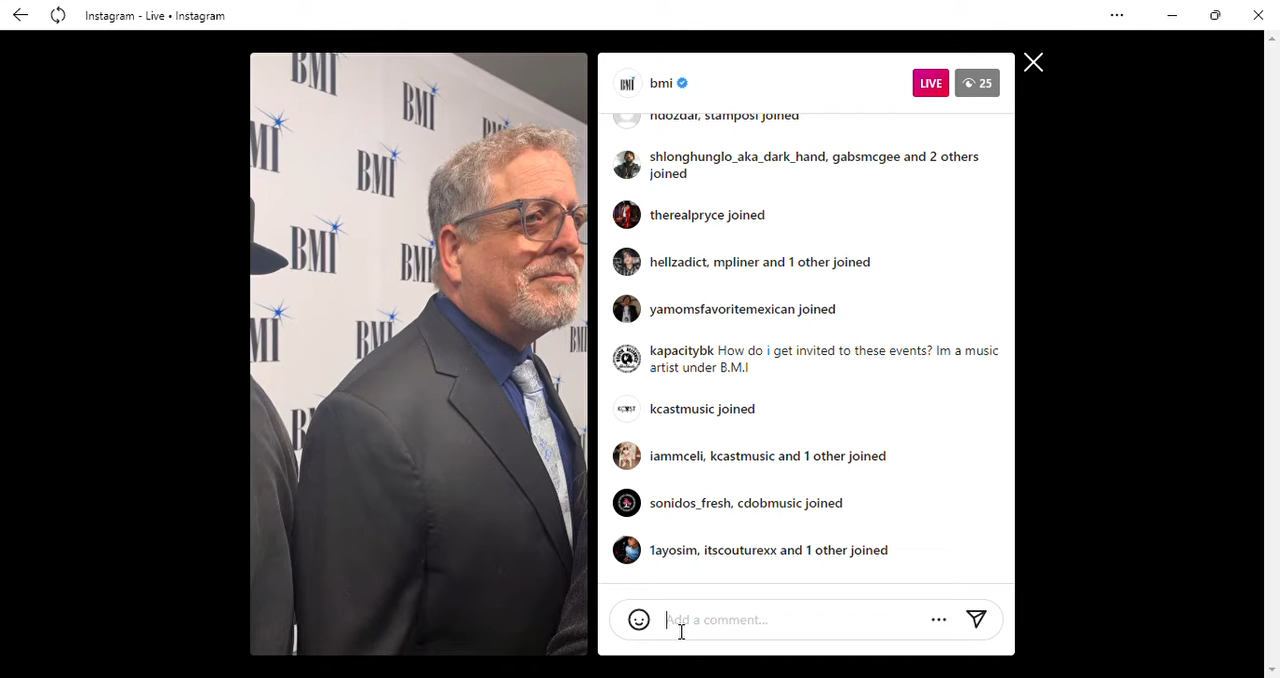 Instagram - Live • Instagram
BMI
BMI
BMI
BMI
BMI
BMI
BMI
bmi
LIVE
25
ndozdar, stamposi joined
shlonghunglo_aka_dark_hand, gabsmcgee and 2 others
joined
therealpryce joined
hellzadict, mpliner and 1 other joined
yamomsfavoritemexican joined
kapacitybk How do i get invited to these events? Im a music
artist under B.M.I
kcastmusic joined
iammceli, kcastmusic and 1 other joined
sonidos_fresh, cdobmusic joined
1ayosim, itscouturexx and 1 other joined
Add a comment...